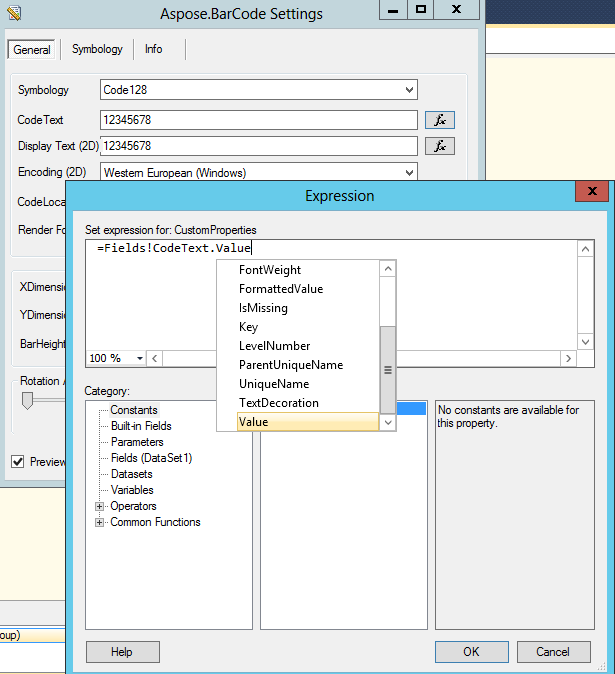 Aspose.BarCode Settings
General Symbology Info
Symbology Code128
CodeText 12345678 fx
Display Text (2D) 12345678 fx
Encoding (2D) Western European (Windows)
CodeLoca
Render Fo
XDimensi
YDimensi
BarHeight
Rotation A
Preview
oup)
Expression
Set expression for: CustomProperties
=Fields!CodeText.Value
FontWeight
FormattedValue
IsMissing
Key
LevelNumber
ParentUniqueName
UniqueName
TextDecoration
Value
100 %
Category:
Constants
Built-in Fields
Parameters
Fields (DataSet1)
Datasets
Variables
Operators
Common Functions
No constants are available for
this property.
Help OK Cancel